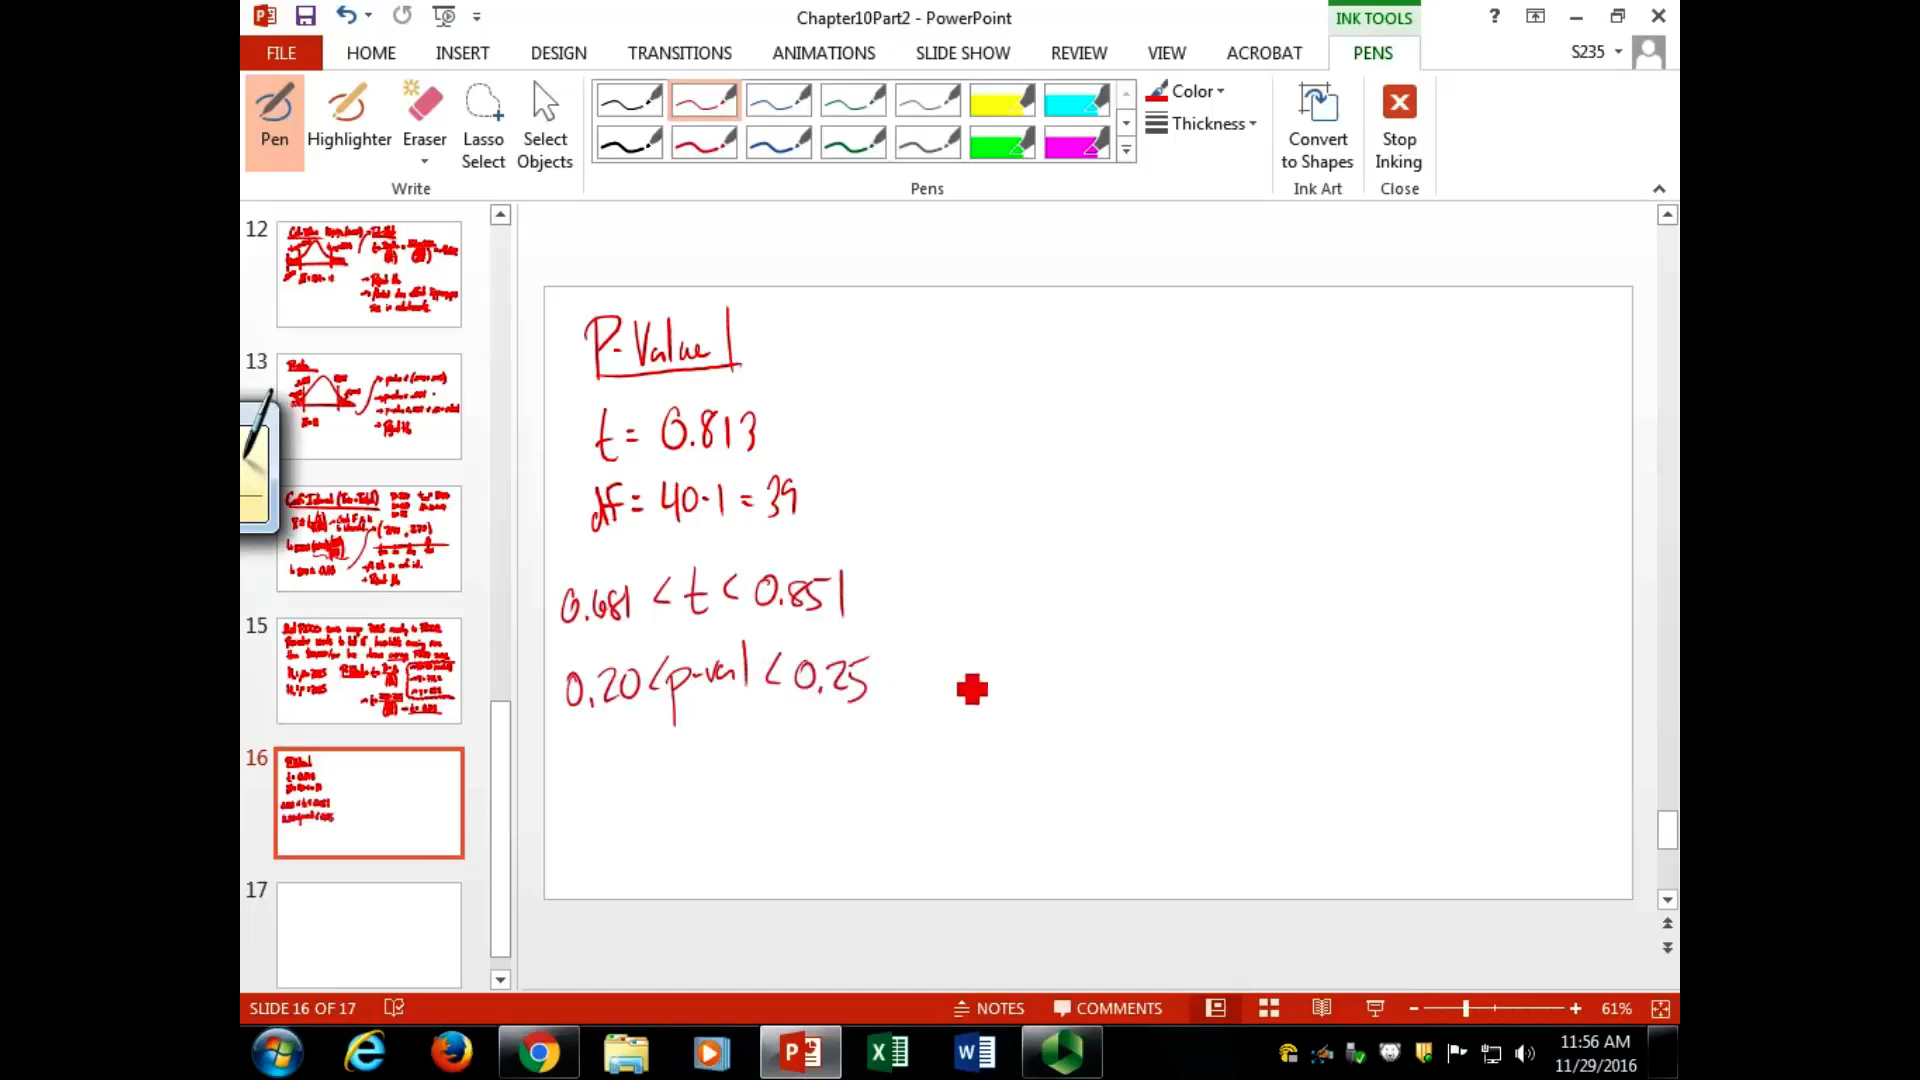 Chapter10Part2 - PowerPoint
INK TOOLS
?
FILE
HOME
INSERT
DESIGN
TRANSITIONS
ANIMATIONS
SLIDE SHOW
REVIEW
VIEW
ACROBAT
PENS
S235
Pen
Highlighter
Eraser
Lasso Select
Select Objects
Color
Thickness
Convert to Shapes
Stop Inking
Write
Pens
Ink Art
Close
12
13
15
16
17
P-Value
t = 0.813
df = 40-1 = 39
0.681 < t < 0.851
0.20 < p-val < 0.25
SLIDE 16 OF 17
NOTES
COMMENTS
61%
11:56 AM
11/29/2016